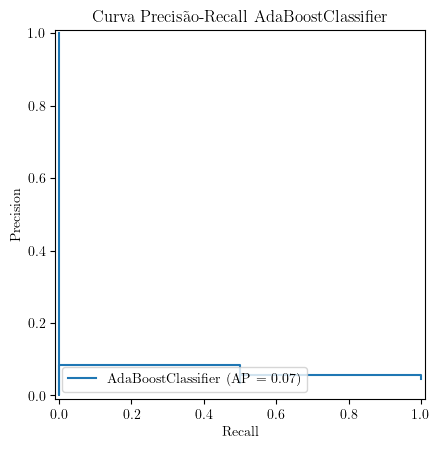 Curva Precisão-Recall AdaBoostClassifier
1.0
0.8
0.6
0.4
0.2
0.0
Precision
AdaBoostClassifier (AP = 0.07)
0.0 0.2 0.4 0.6 0.8 1.0
Recall